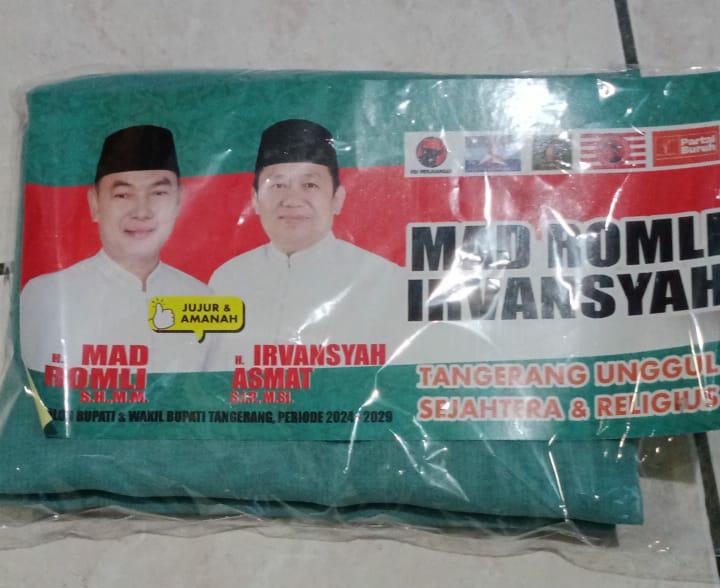 PDI PERJUANGAN
Partai
Buruh
MAD ROMLI
IRVANSYAH
JUJUR &
AMANAH
H. MAD
ROMLI
S.H., M.M.
H. IRVANSYAH
ASMAT
S.I.P., M.Si.
BUPATI & WAKIL BUPATI TANGERANG, PERIODE 2024 - 2029
TANGERANG UNGGUL
SEJAHTERA & RELIGIUS